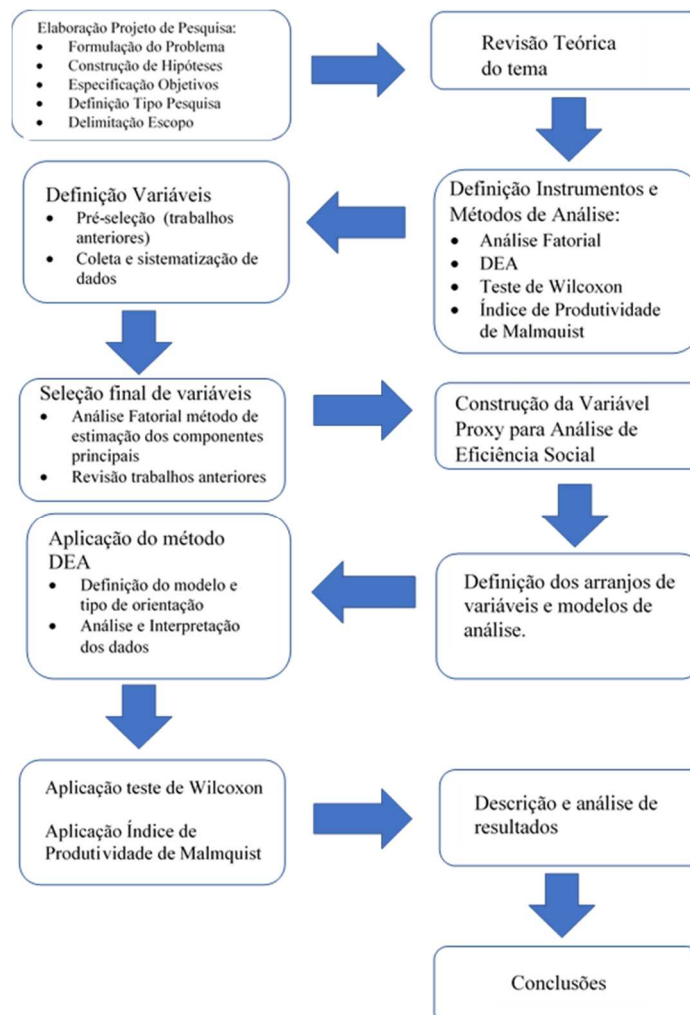 Elaboração Projeto de Pesquisa:
• Formulação do Problema
• Construção de Hipóteses
• Especificação Objetivos
• Definição Tipo Pesquisa
• Delimitação Escopo
Revisão Teórica
do tema
Definição Instrumentos e
Métodos de Análise:
• Análise Fatorial
• DEA
• Teste de Wilcoxon
• Índice de Produtividade
de Malmquist
Definição Variáveis
• Pré-seleção (trabalhos
anteriores)
• Coleta e sistematização de
dados
Seleção final de variáveis
• Análise Fatorial método de
estimação dos componentes
principais
• Revisão trabalhos anteriores
Construção da Variável
Proxy para Análise de
Eficiência Social
Definição dos arranjos de
variáveis e modelos de
análise.
Aplicação do método
DEA
• Definição do modelo e
tipo de orientação
• Análise e Interpretação
dos dados
Aplicação teste de Wilcoxon
Aplicação Índice de
Produtividade de Malmquist
Descrição e análise de
resultados
Conclusões